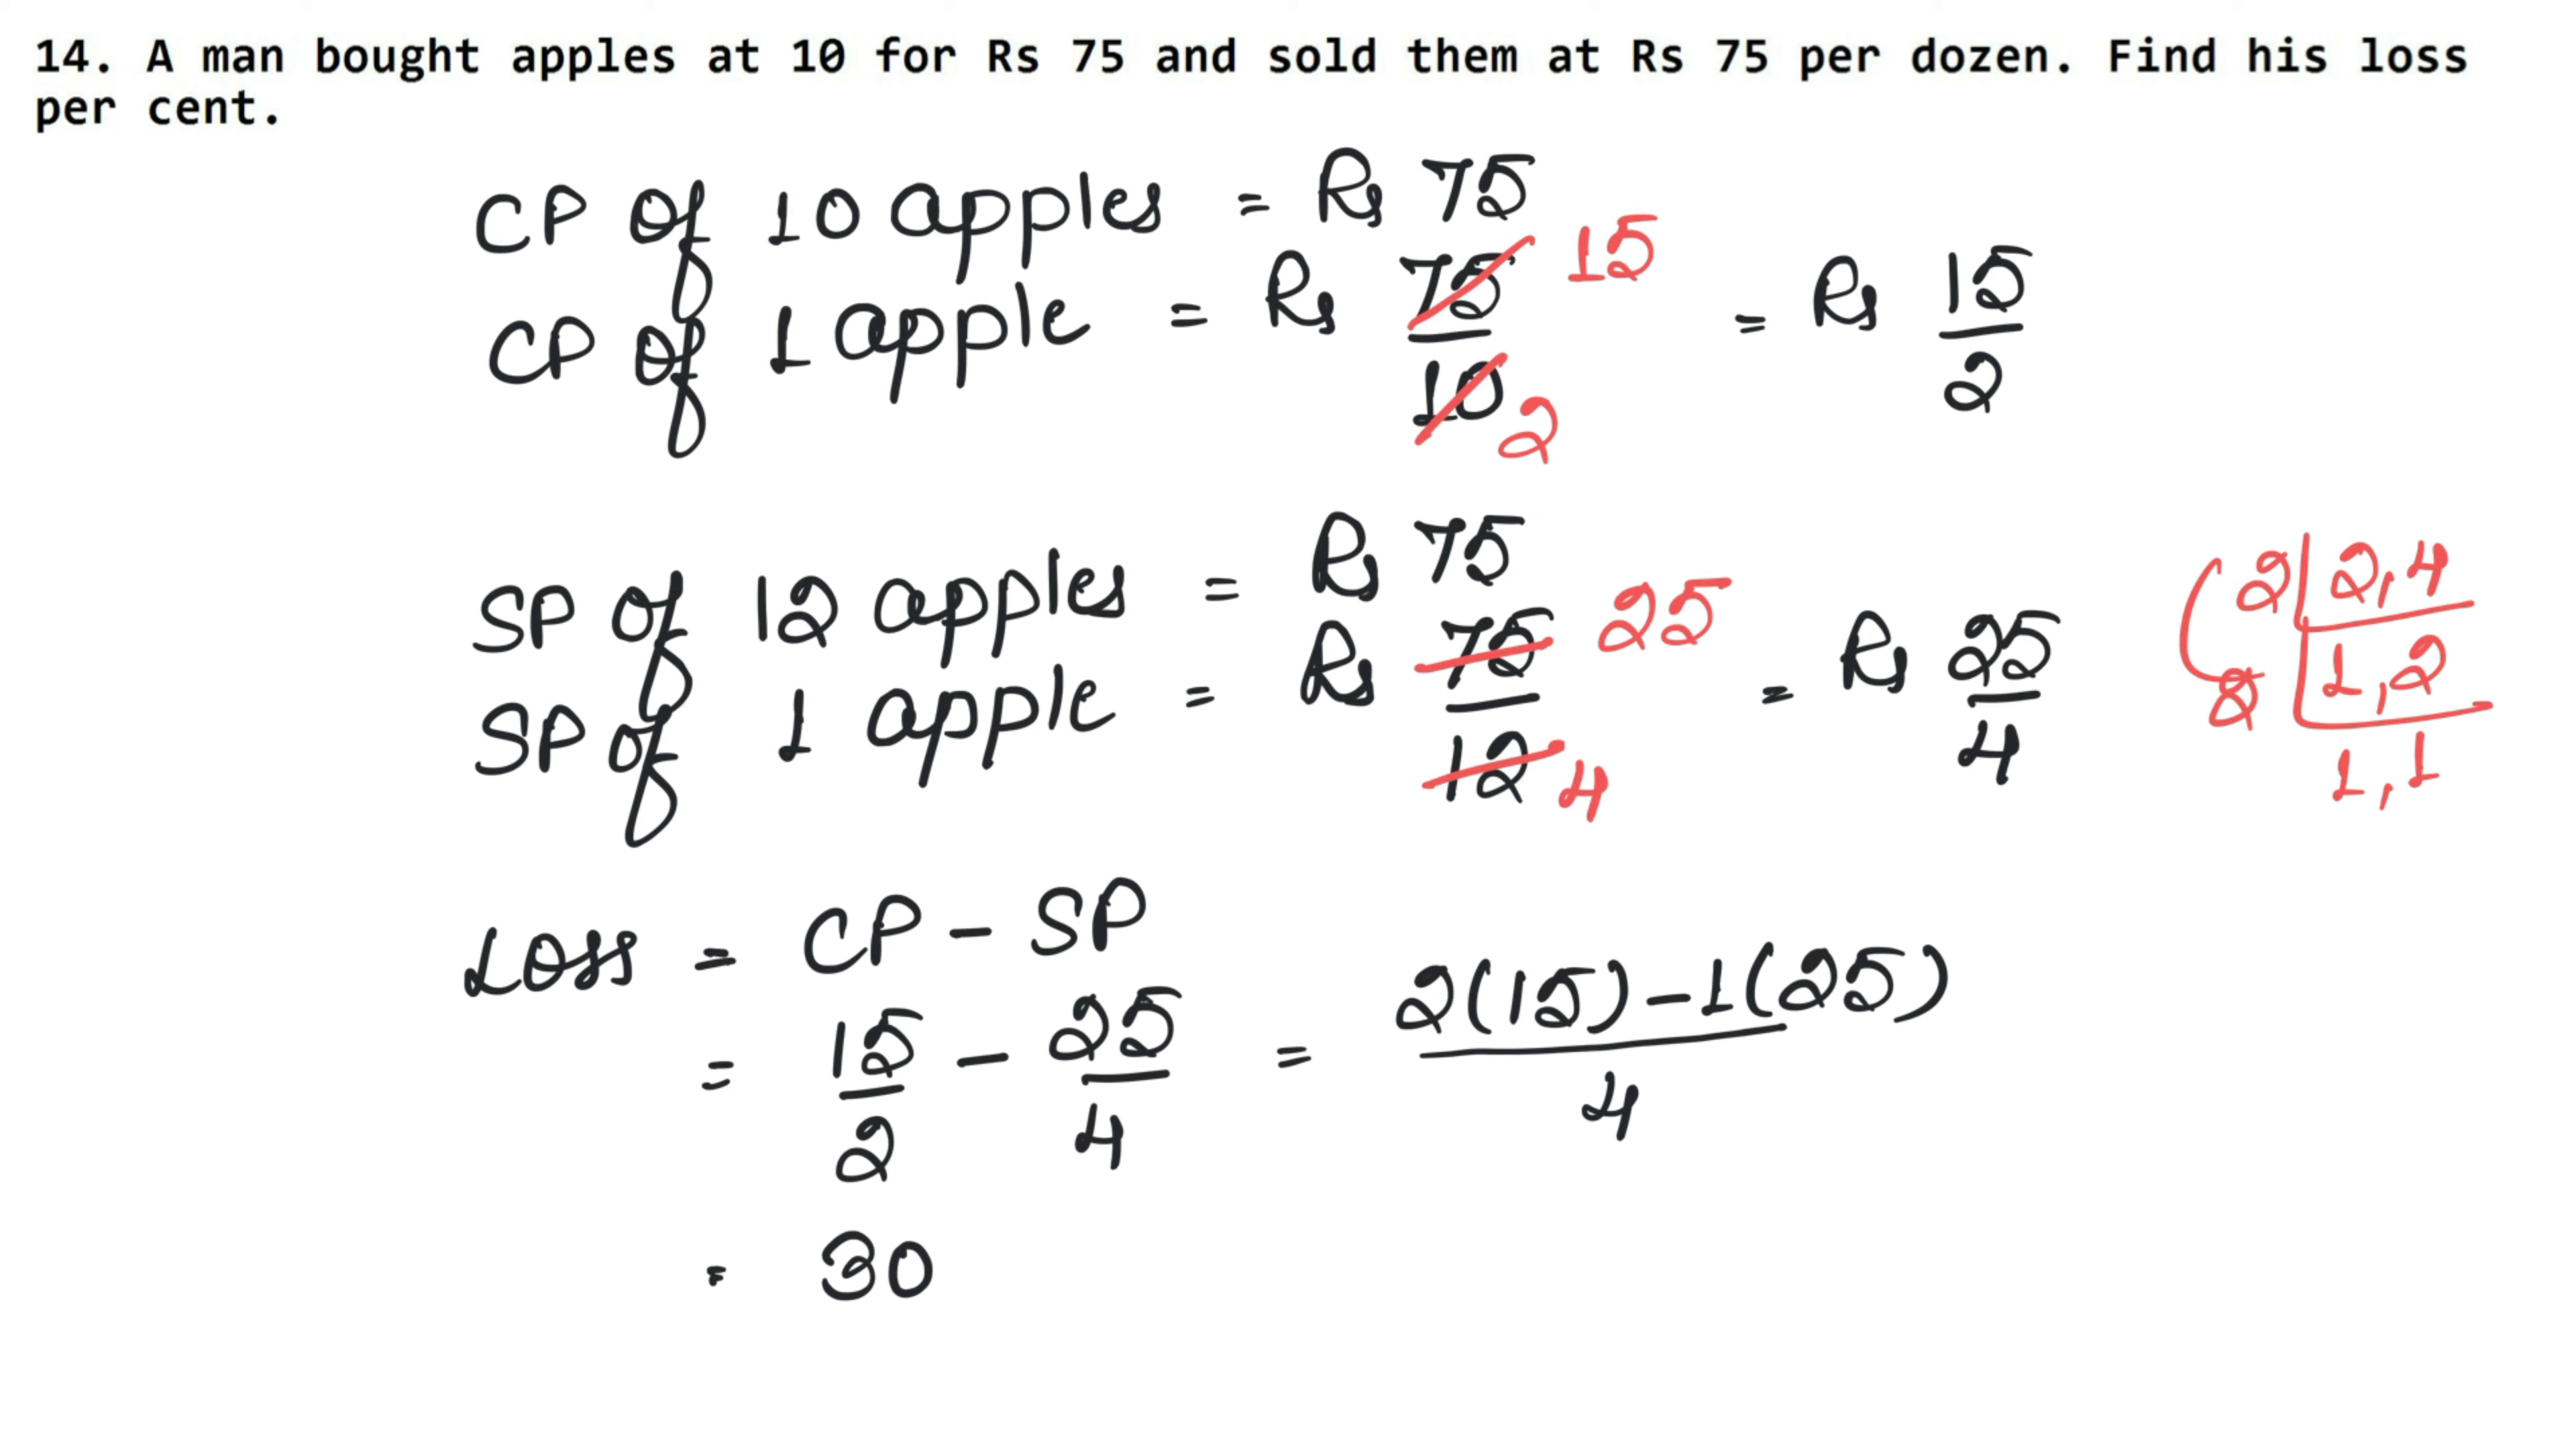 14. A man bought apples at 10 for Rs 75 and sold them at Rs 75 per dozen. Find his loss
per cent.
CP of 10 apples = Rs 75
CP of 1 apple = Rs 75/10 15 2 = Rs 15/2
SP of 12 apples = Rs 75
SP of 1 apple = Rs 75/12 25 4 = Rs 25/4
2 | 2, 4
2 | 1, 2
1, 1
Loss = CP - SP
= 15/2 - 25/4 = 2(15) - 1(25)/4
= 30